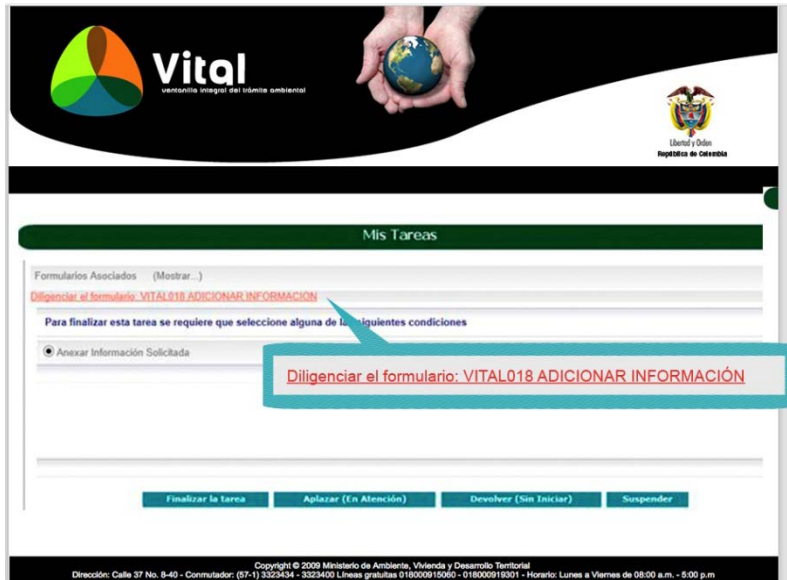 Vital
ventanilla integral del trámite ambiental
Libertad y Orden
República de Colombia
Mis Tareas
Formularios Asociados (Mostrar...)
Diligenciar el formulario: VITAL018 ADICIONAR INFORMACION
Para finalizar esta tarea se requiere que seleccione alguna de las siguientes condiciones
Anexar Información Solicitada
Diligenciar el formulario: VITAL018 ADICIONAR INFORMACIÓN
Finalizar la tarea Aplazar (En Atención) Devolver (Sin Iniciar) Suspender
Copyright © 2009 Ministerio de Ambiente, Vivienda y Desarrollo Territorial
Dirección: Calle 37 No. 8-40 - Conmutador: (57-1) 3323434 - 3323400 Líneas gratuitas 018000915060 - 018000919301 - Horario: Lunes a Viernes de 08:00 a.m. - 5:00 p.m